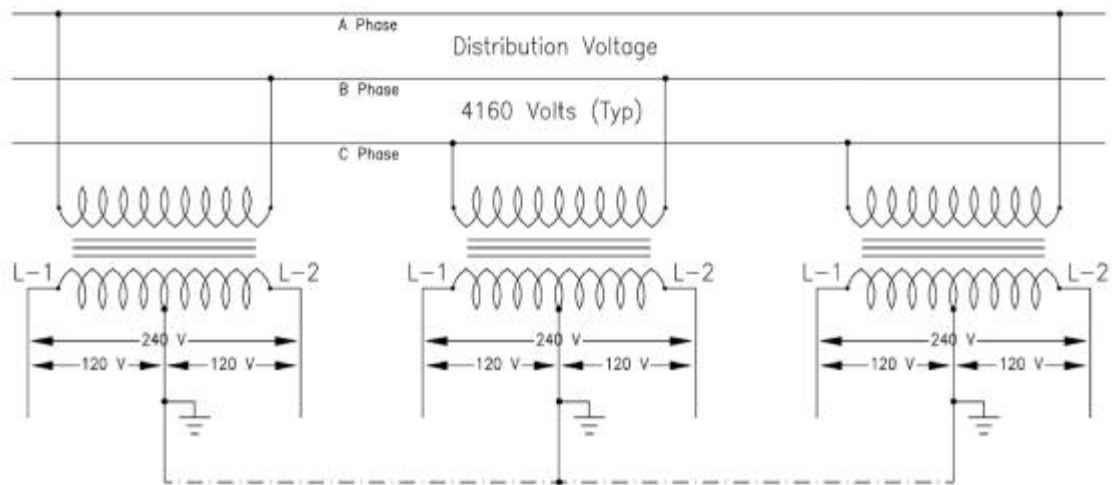 A Phase
Distribution Voltage
B Phase
4160 Volts (Typ)
C Phase
L-1 L-2 L-1 L-2 L-1 L-2
240 V 240 V 240 V
120 V 120 V 120 V 120 V 120 V 120 V